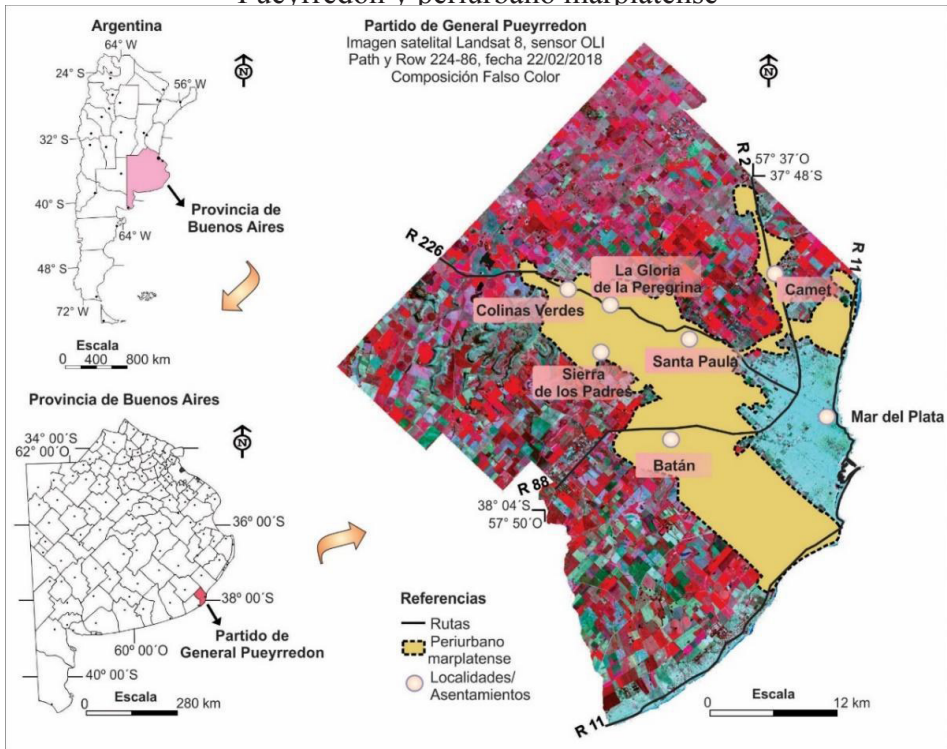 Pueyrredon y periurbano marplatense
Argentina
64° W
24° S
56° W
32° S
40° S
64° W
48° S
72° W
Provincia de
Buenos Aires
Escala
0 400 800 km
Provincia de Buenos Aires
34° 00´S
62° 00´O
36° 00´S
38° 00´S
60° 00´O
40° 00´S
Partido de
General Pueyrredon
Escala
0 280 km
Partido de General Pueyrredon
Imagen satelital Landsat 8, sensor OLI
Path y Row 224-86, fecha 22/02/2018
Composición Falso Color
N
N
N
R 2
57° 37´O
37° 48´S
R 226
R 11
La Gloria
de la Peregrina
Camet
Colinas Verdes
Santa Paula
Sierra
de los Padres
Mar del Plata
Batán
R 88
38° 04´S
57° 50´O
Referencias
Rutas
Periurbano
marplatense
Localidades/
Asentamientos
R 11
Escala
0 12 km